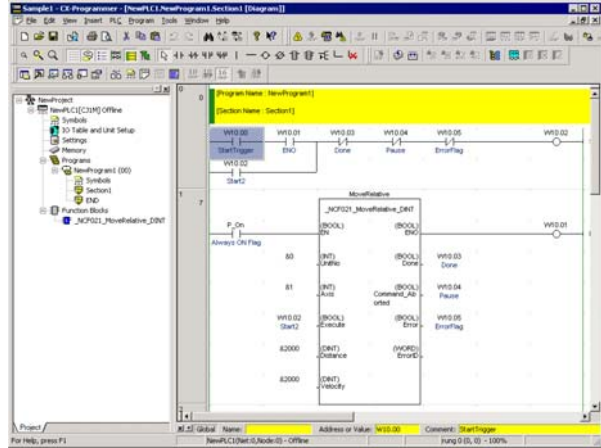 Sample1 - CX-Programmer - [NewPLC1.NewProgram1.Section1 [Diagram]]
File Edit View Insert PLC Program Tools Window Help
NewProject
NewPLC1[CJ1M] Offline
Symbols
IO Table and Unit Setup
Settings
Memory
Programs
NewProgram1 (00)
Symbols
Section1
END
Function Blocks
_NCF021_MoveRelative_DINT
Project
0
0
[Program Name : NewProgram1]
[Section Name : Section1]
W10.00 W10.01 W10.03 W10.04 W10.05 W10.02
StartTrigger ENO Done Pause ErrorFlag
W10.02
Start2
1
7
MoveRelative
_NCF021_MoveRelative_DINT
P_On (BOOL) (BOOL) W10.01
EN ENO
Always ON Flag
&0 (INT) (BOOL) W10.03
UnitNo Done Done
&1 (INT) (BOOL) W10.04
Axis Command_Ab Pause
orted
W10.02 (BOOL) (BOOL) W10.05
Start2 Execute Error ErrorFlag
&2000 (DINT) (WORD)
Distance ErrorID
&2000 (DINT)
Velocity
Global Name: Address or Value: W10.00 Comment: StartTrigger
For Help, press F1 NewPLC1(Net:0,Node:0) - Offline rung 0 (0, 0) - 100%